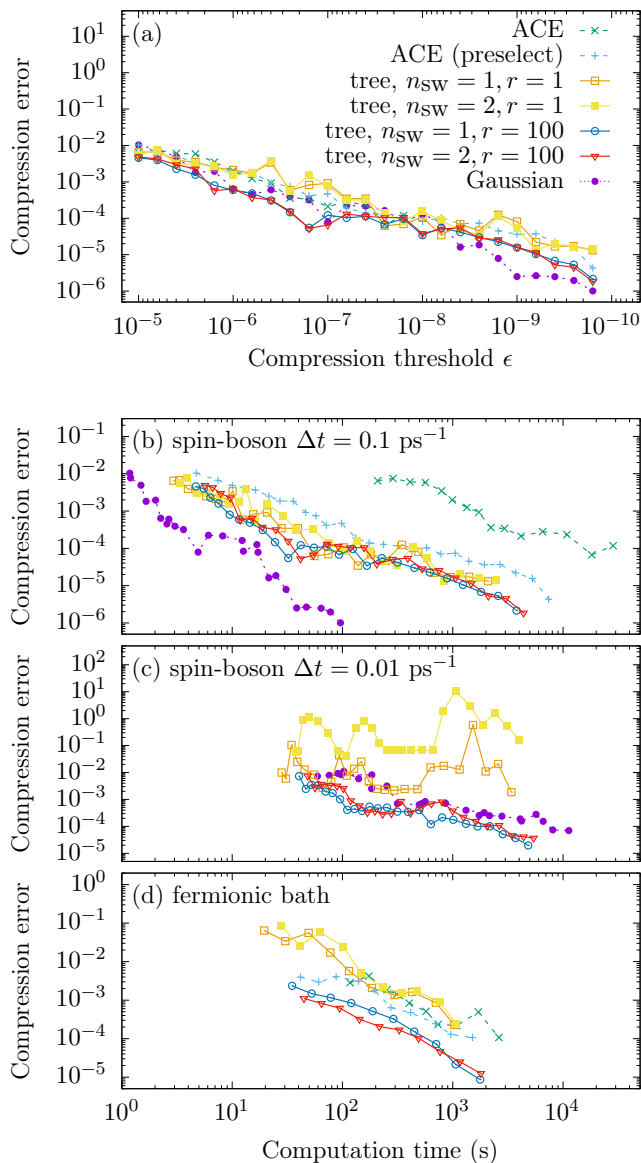 (a)
ACE
ACE (preselect)
tree, n_sw = 1, r = 1
tree, n_sw = 2, r = 1
tree, n_sw = 1, r = 100
tree, n_sw = 2, r = 100
Gaussian
Compression error
10^1
10^0
10^−1
10^−2
10^−3
10^−4
10^−5
10^−6
10^−5 10^−6 10^−7 10^−8 10^−9 10^−10
Compression threshold ϵ
(b) spin-boson Δt = 0.1 ps^−1
Compression error
10^−1
10^−2
10^−3
10^−4
10^−5
10^−6
(c) spin-boson Δt = 0.01 ps^−1
Compression error
10^2
10^1
10^0
10^−1
10^−2
10^−3
10^−4
10^−5
(d) fermionic bath
Compression error
10^0
10^−1
10^−2
10^−3
10^−4
10^−5
10^0 10^1 10^2 10^3 10^4
Computation time (s)